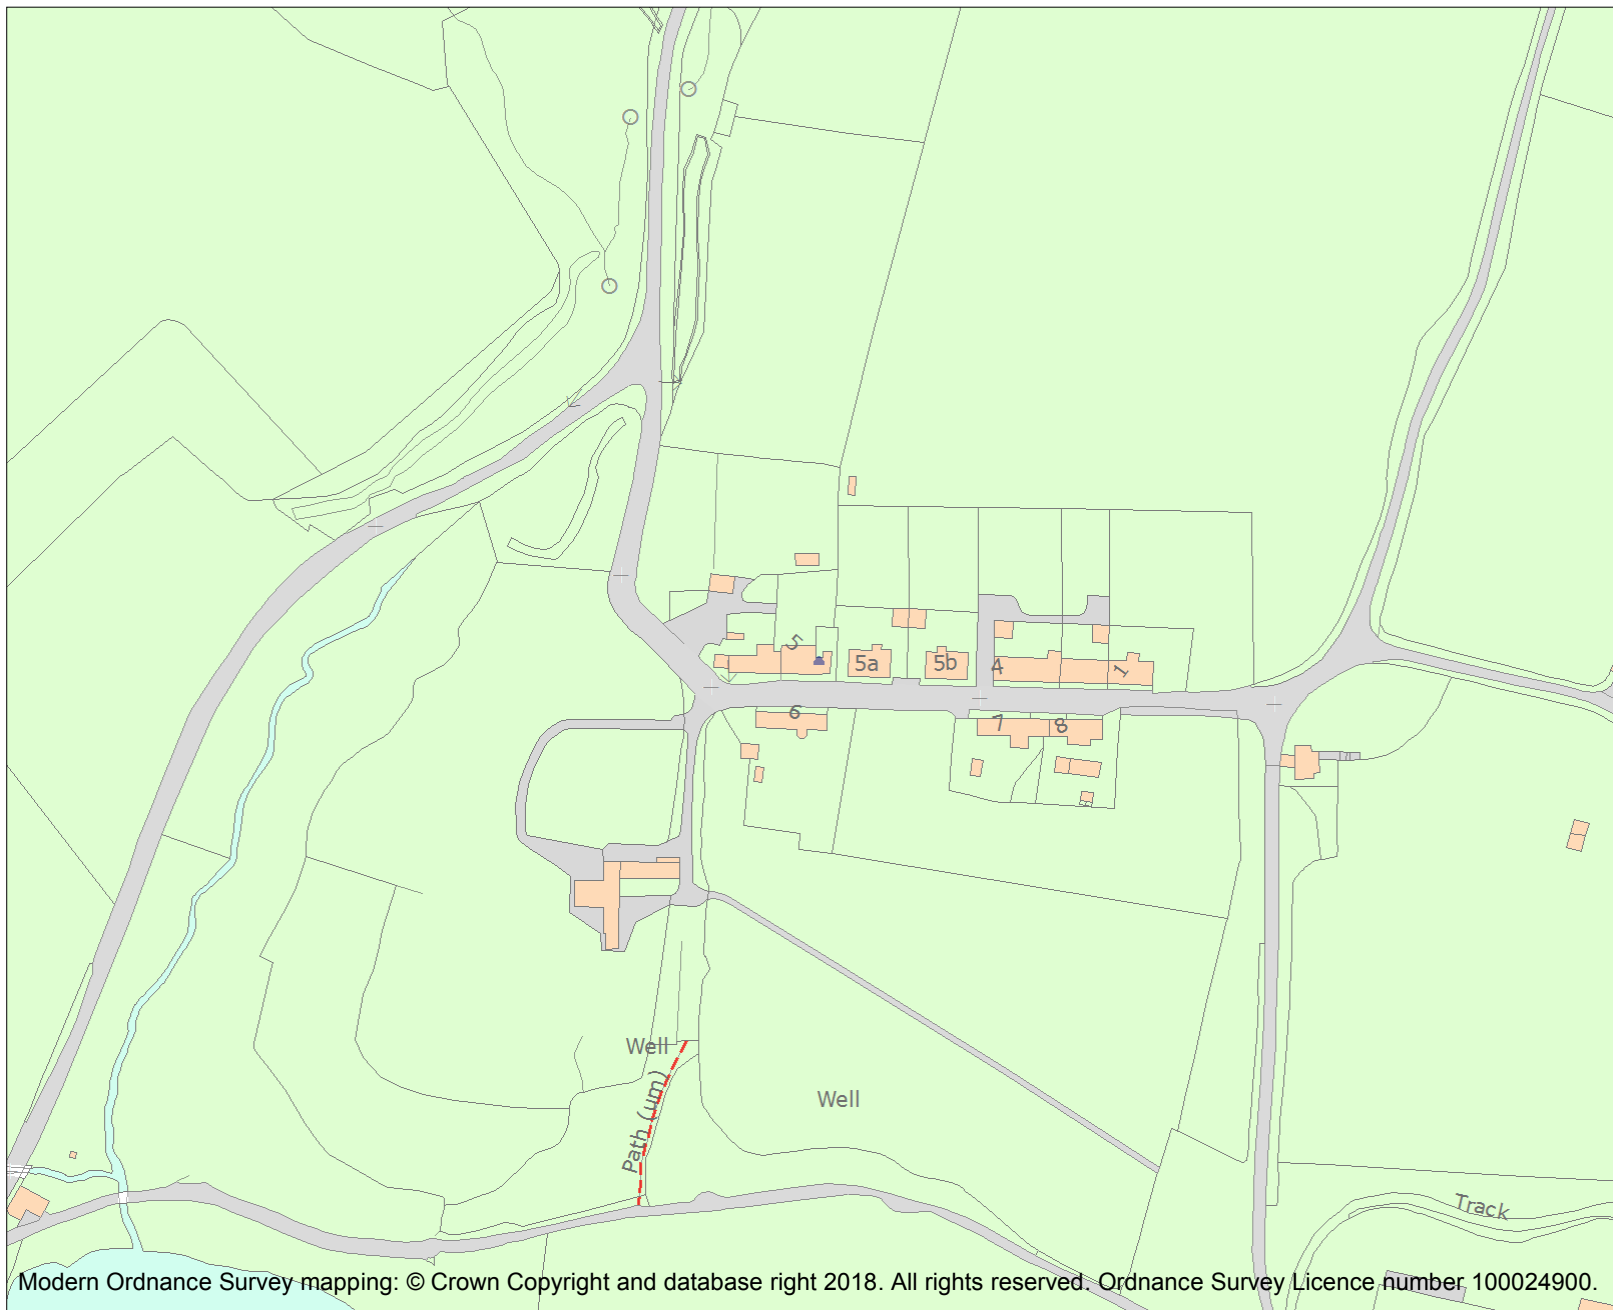 5
5a
5b
4
1
6
7
8
Well
Path (um)
Well
Track
Modern Ordnance Survey mapping: © Crown Copyright and database right 2018. All rights reserved. Ordnance Survey Licence number 100024900.